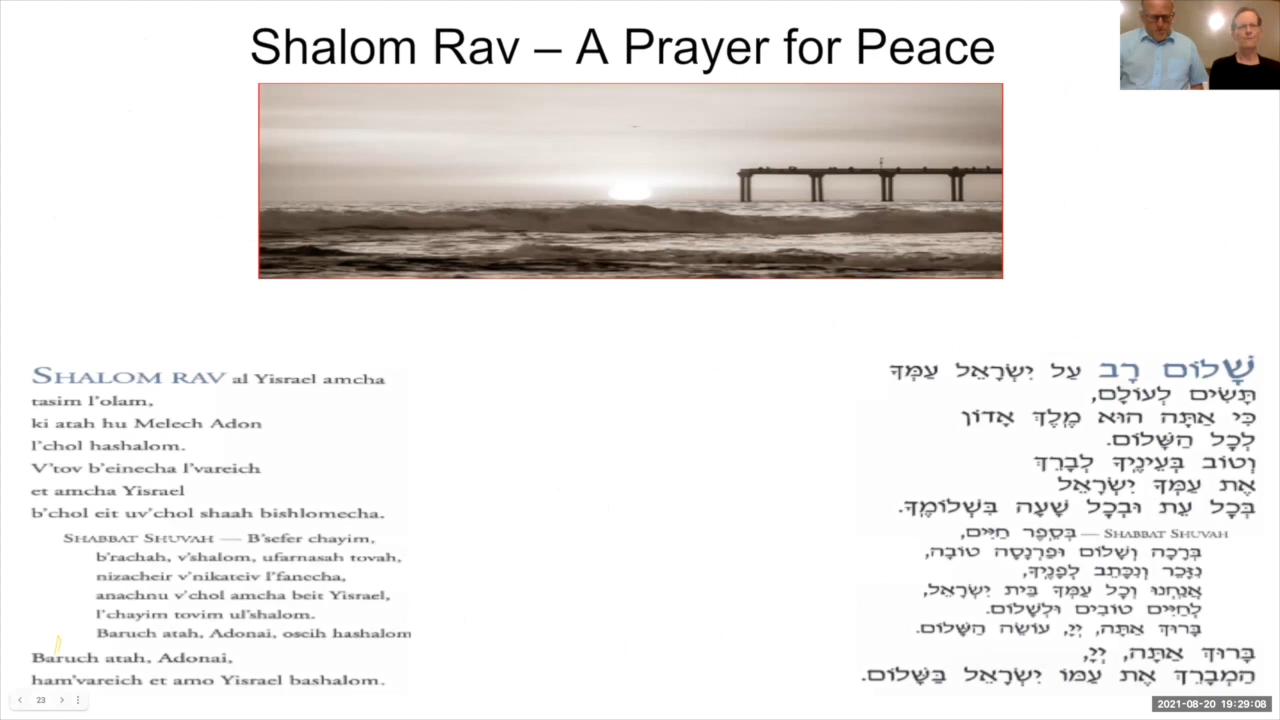 Shalom Rav – A Prayer for Peace
SHALOM RAV al Yisrael amcha
tasim l'olam,
ki atah hu Melech Adon
l'chol hashalom.
V'tov b'einecha l'vareich
et amcha Yisrael
b'chol eit uv'chol shaah bishlomecha.
SHABBAT SHUVAH — B'sefer chayim,
b'rachah, v'shalom, ufarnasah tovah,
nizacheir v'nikateiv l'fanecha,
anachnu v'chol amcha beit Yisrael,
l'chayim tovim ul'shalom.
Baruch atah, Adonai, oseih hashalom
Baruch atah, Adonai,
ham'vareich et amo Yisrael bashalom.
שָׁלוֹם רָב עַל יִשְׂרָאֵל עַמְּךָ
תָּשִׂים לְעוֹלָם,
כִּי אַתָּה הוּא מֶלֶךְ אָדוֹן
לְכָל הַשָּׁלוֹם.
וְטוֹב בְּעֵינֶיךָ לְבָרֵךְ
אֶת עַמְּךָ יִשְׂרָאֵל
בְּכָל עֵת וּבְכָל שָׁעָה בִּשְׁלוֹמֶךָ.
SHABBAT SHUVAH — בְּסֵפֶר חַיִּים,
בְּרָכָה וְשָׁלוֹם וּפַרְנָסָה טוֹבָה,
נִזָּכֵר וְנִכָּתֵב לְפָנֶיךָ,
אֲנַחְנוּ וְכָל עַמְּךָ בֵּית יִשְׂרָאֵל,
לְחַיִּים טוֹבִים וּלְשָׁלוֹם.
בָּרוּךְ אַתָּה, יְיָ, עוֹשֵׂה הַשָּׁלוֹם.
בָּרוּךְ אַתָּה, יְיָ,
הַמְבָרֵךְ אֶת עַמּוֹ יִשְׂרָאֵל בַּשָּׁלוֹם.
23
2021-08-20 19:29:08